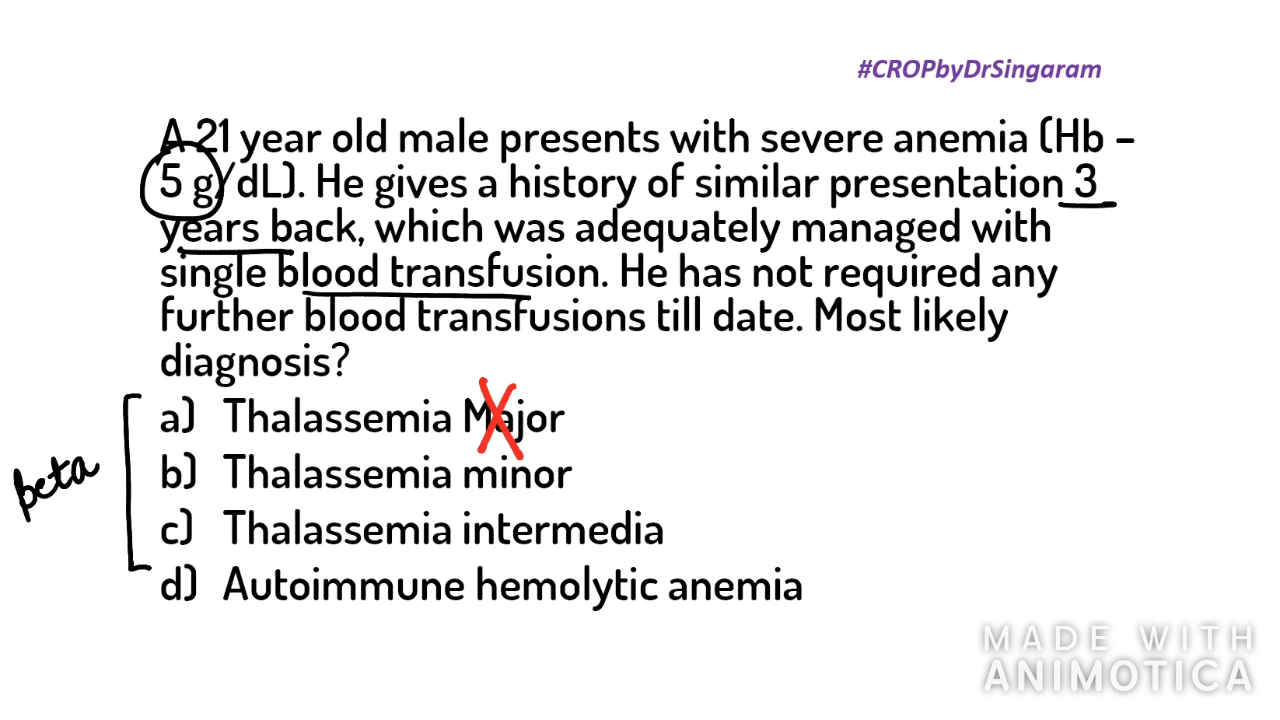 #CROPbyDrSingaram
A 21 year old male presents with severe anemia (Hb –
5 g/dL). He gives a history of similar presentation 3
years back, which was adequately managed with
single blood transfusion. He has not required any
further blood transfusions till date. Most likely
diagnosis?
a) Thalassemia Major
b) Thalassemia minor
c) Thalassemia intermedia
d) Autoimmune hemolytic anemia
beta
MADE WITH
ANIMOTICA